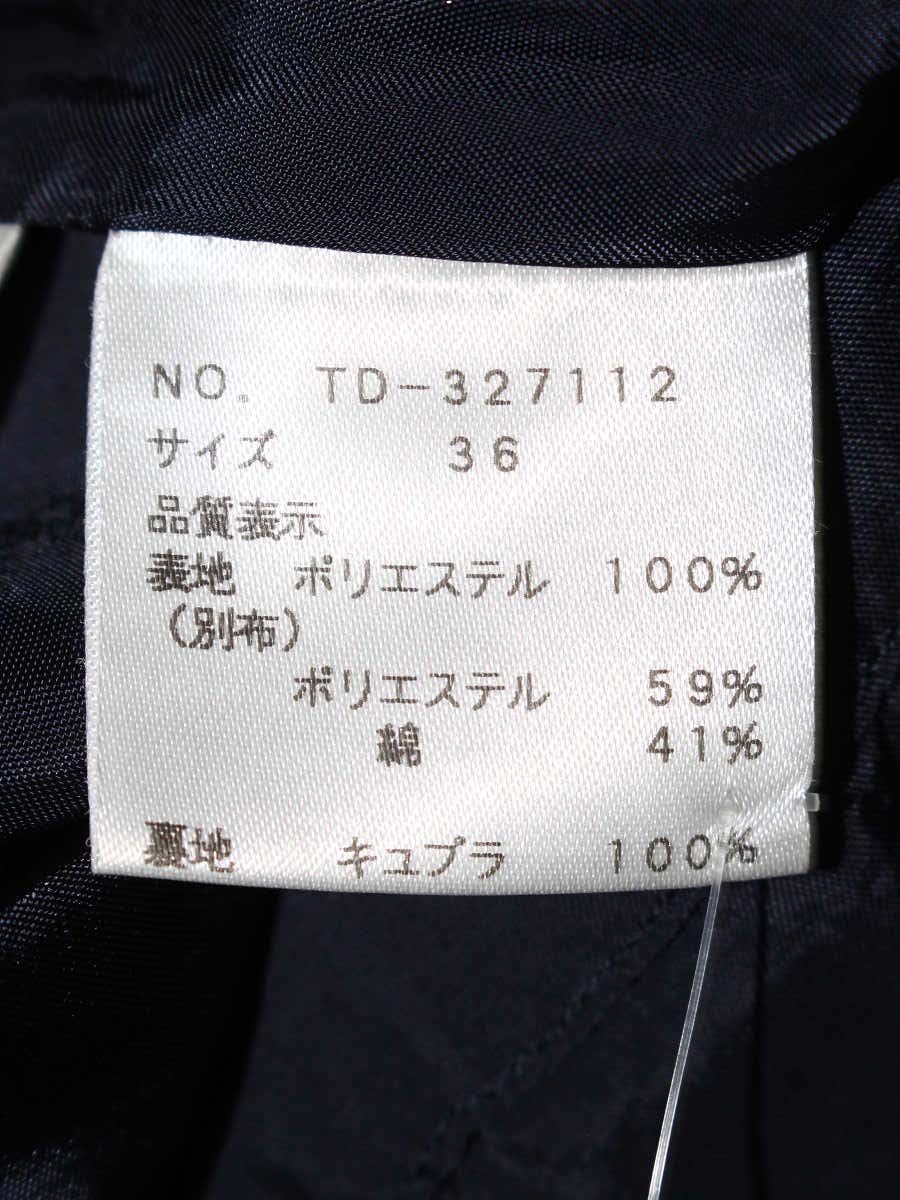 NO. TD-327112
サイズ 36
品質表示
表地 ポリエステル 100%
(別布)
ポリエステル 59%
綿 41%
裏地 キュプラ 100%